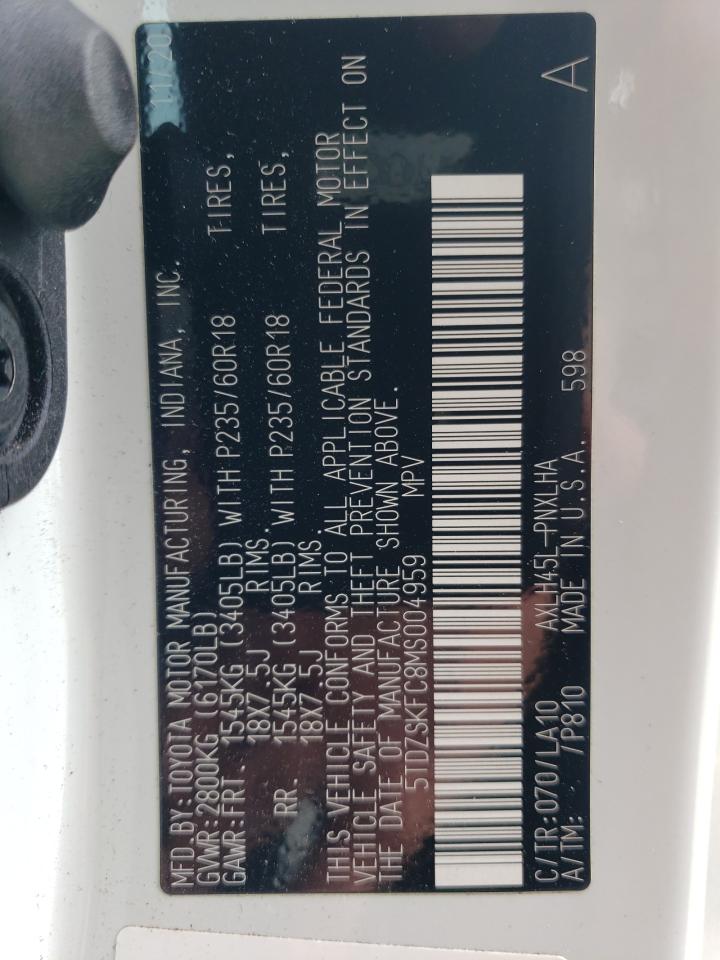 MFD.BY:TOYOTA MOTOR MANUFACTURING, INDIANA, INC. 11/20
GVWR:2800KG (6170LB)
GAWR:FRT. 1545KG (3405LB) WITH P235/60R18 TIRES,
18X7.5J RIMS.
RR. 1545KG (3405LB) WITH P235/60R18 TIRES,
18X7.5J RIMS.
THIS VEHICLE CONFORMS TO ALL APPLICABLE FEDERAL MOTOR
VEHICLE SAFETY AND THEFT PREVENTION STANDARDS IN EFFECT ON
THE DATE OF MANUFACTURE SHOWN ABOVE.
5TDZSKFC8MS004959 MPV
C/TR:070/LA10 AXLH45L-PNXLHA A
A/TM: /P810 MADE IN U.S.A. 598